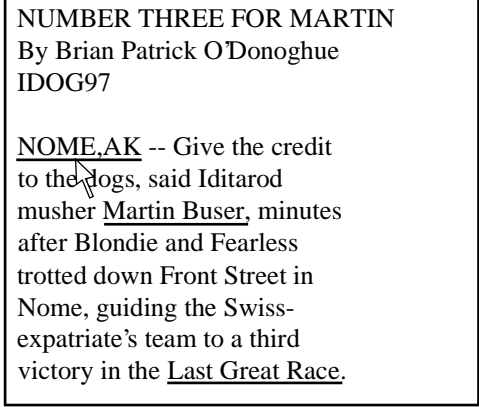 NUMBER THREE FOR MARTIN
By Brian Patrick O'Donoghue
IDOG97
NOME,AK -- Give the credit
to the dogs, said Iditarod
musher Martin Buser, minutes
after Blondie and Fearless
trotted down Front Street in
Nome, guiding the Swiss-
expatriate's team to a third
victory in the Last Great Race.